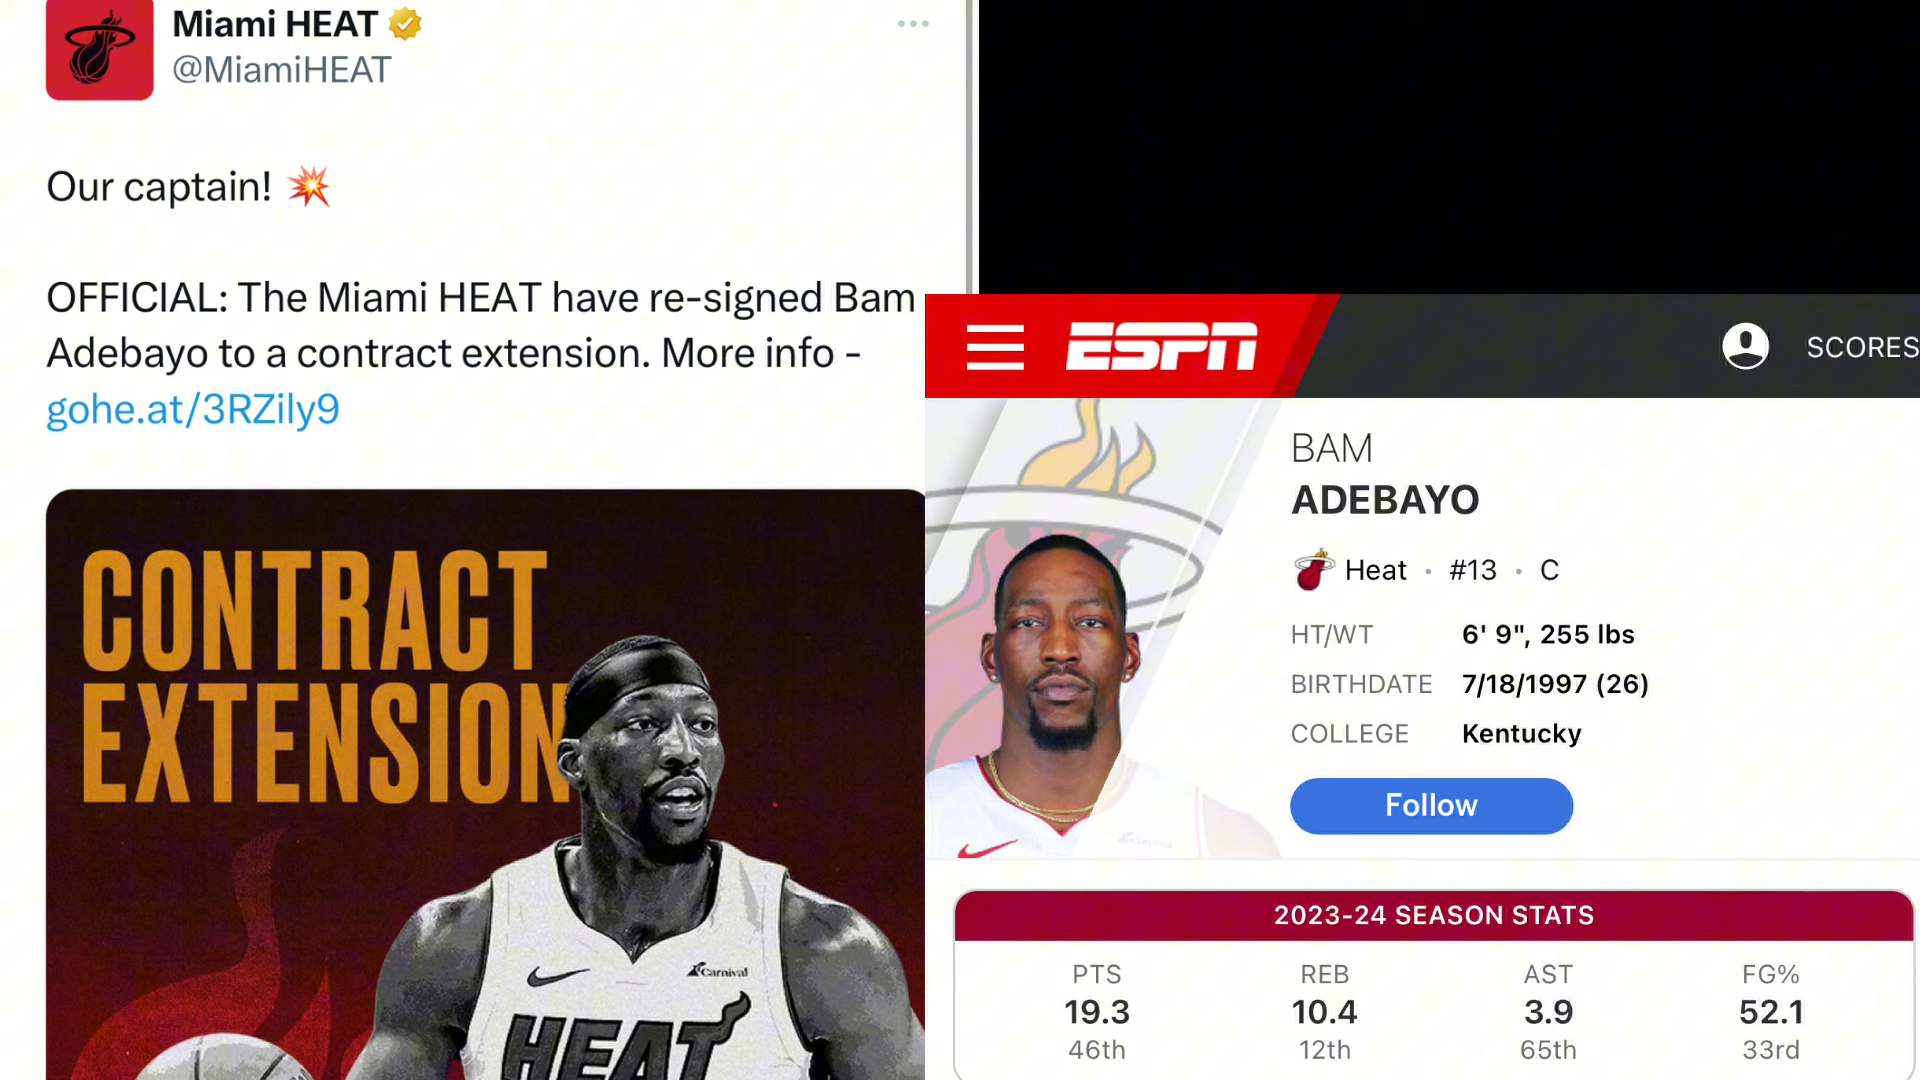 Miami HEAT
@MiamiHEAT
Our captain! 💥
OFFICIAL: The Miami HEAT have re-signed Bam
Adebayo to a contract extension. More info -
gohe.at/3RZily9
CONTRACT
EXTENSION
Carnival
HEAT
ESPN
SCORES
BAM
ADEBAYO
Heat • #13 • C
HT/WT 6' 9", 255 lbs
BIRTHDATE 7/18/1997 (26)
COLLEGE Kentucky
Follow
Carnival
2023-24 SEASON STATS
PTS REB AST FG%
19.3 10.4 3.9 52.1
46th 12th 65th 33rd